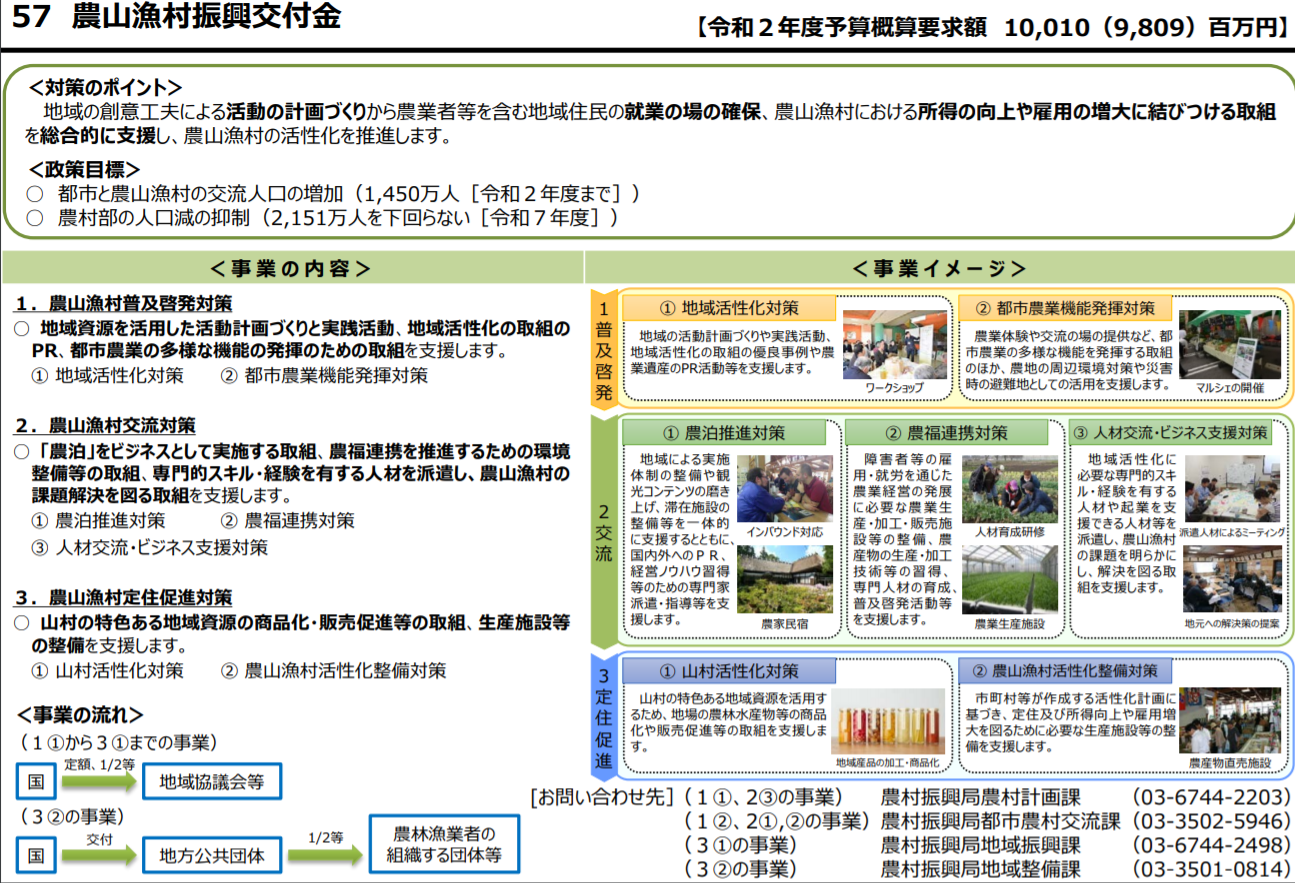 57 農山漁村振興交付金
【令和２年度予算概算要求額 10,010（9,809）百万円】
＜対策のポイント＞
地域の創意工夫による活動の計画づくりから農業者等を含む地域住民の就業の場の確保、農山漁村における所得の向上や雇用の増大に結びつける取組
を総合的に支援し、農山漁村の活性化を推進します。
＜政策目標＞
○ 都市と農山漁村の交流人口の増加（1,450万人［令和２年度まで］）
○ 農村部の人口減の抑制（2,151万人を下回らない［令和７年度］）
＜事業の内容＞
１．農山漁村普及啓発対策
○ 地域資源を活用した活動計画づくりと実践活動、地域活性化の取組の
PR、都市農業の多様な機能の発揮のための取組を支援します。
① 地域活性化対策 ② 都市農業機能発揮対策
２．農山漁村交流対策
○ 「農泊」をビジネスとして実施する取組、農福連携を推進するための環境
整備等の取組、専門的スキル・経験を有する人材を派遣し、農山漁村の
課題解決を図る取組を支援します。
① 農泊推進対策 ② 農福連携対策
③ 人材交流・ビジネス支援対策
３．農山漁村定住促進対策
○ 山村の特色ある地域資源の商品化・販売促進等の取組、生産施設等
の整備を支援します。
① 山村活性化対策 ② 農山漁村活性化整備対策
＜事業の流れ＞
（１①から３①までの事業）
国
定額、1/2等
地域協議会等
（３②の事業）
国
交付
地方公共団体
1/2等
農林漁業者の
組織する団体等
＜事業イメージ＞
1普及啓発
① 地域活性化対策
地域の活動計画づくりや実践活動、
地域活性化の取組の優良事例や農
業遺産のPR活動等を支援します。
ワークショップ
② 都市農業機能発揮対策
農業体験や交流の場の提供など、都
市農業の多様な機能を発揮する取組
のほか、農地の周辺環境対策や災害
時の避難地としての活用を支援します。
マルシェの開催
2交流
① 農泊推進対策
地域による実施
体制の整備や観
光コンテンツの磨き
上げ、滞在施設の
整備等を一体的
に支援するとともに、
国内外へのＰＲ、
経営ノウハウ習得
等のための専門家
派遣・指導等を支
援します。
インバウンド対応
農家民宿
② 農福連携対策
障害者等の雇
用・就労を通じた
農業経営の発展
に必要な農業生
産・加工・販売施
設等の整備、農
産物の生産・加工
技術等の習得、
専門人材の育成、
普及啓発活動等
を支援します。
人材育成研修
農業生産施設
③ 人材交流・ビジネス支援対策
地域活性化に
必要な専門的ス
キル・経験を有する
人材や起業を支
援できる人材等を
派遣し、農山漁村
の課題を明らかに
し、解決を図る取
組を支援します。
派遣人材によるミーティング
地元への解決策の提案
3定住促進
① 山村活性化対策
山村の特色ある地域資源を活用す
るため、地場の農林水産物等の商品
化や販売促進等の取組を支援しま
す。
地域産品の加工・商品化
② 農山漁村活性化整備対策
市町村等が作成する活性化計画に
基づき、定住及び所得向上や雇用増
大を図るために必要な生産施設等の整
備を支援します。
農産物直売施設
［お問い合わせ先］（１①、２③の事業） 農村振興局農村計画課 （03-6744-2203）
（１②、２①,②の事業） 農村振興局都市農村交流課 （03-3502-5946）
（３①の事業） 農村振興局地域振興課 （03-6744-2498）
（３②の事業） 農村振興局地域整備課 （03-3501-0814）